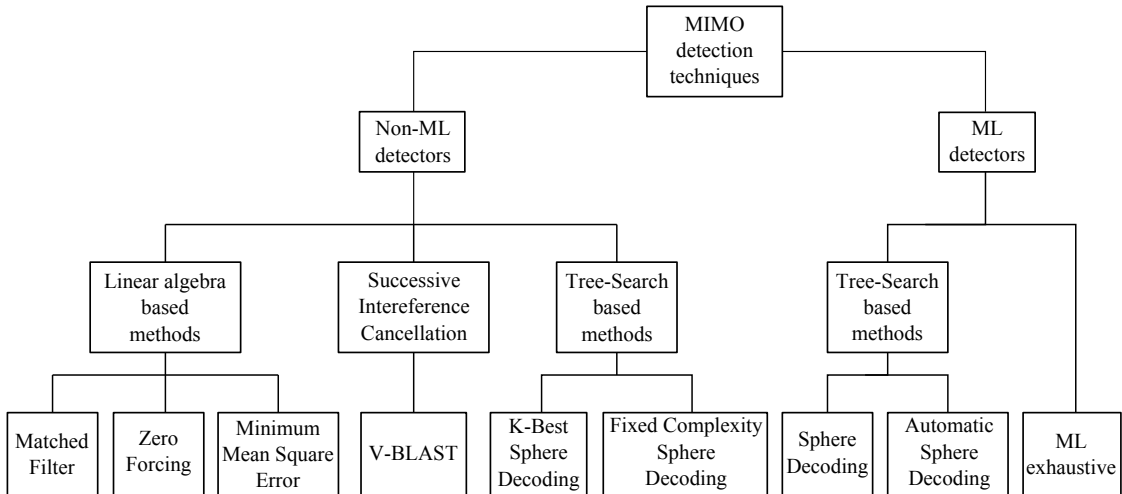 MIMO
detection
techniques
Non-ML
detectors
ML
detectors
Linear algebra
based
methods
Successive
Intereference
Cancellation
Tree-Search
based
methods
Tree-Search
based
methods
Matched
Filter
Zero
Forcing
Minimum
Mean Square
Error
V-BLAST
K-Best
Sphere
Decoding
Fixed Complexity
Sphere
Decoding
Sphere
Decoding
Automatic
Sphere
Decoding
ML
exhaustive